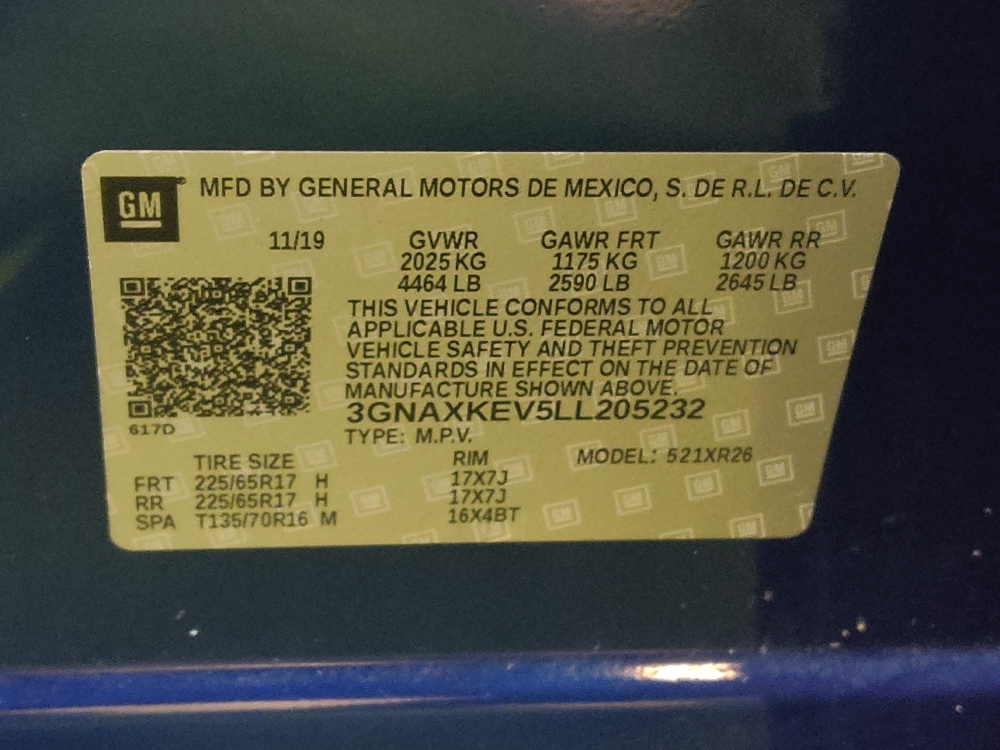 GM MFD BY GENERAL MOTORS DE MEXICO, S. DE R.L. DE C.V.
11/19 GVWR GAWR FRT GAWR RR
2025 KG 1175 KG 1200 KG
4464 LB 2590 LB 2645 LB
THIS VEHICLE CONFORMS TO ALL
APPLICABLE U.S. FEDERAL MOTOR
VEHICLE SAFETY AND THEFT PREVENTION
STANDARDS IN EFFECT ON THE DATE OF
MANUFACTURE SHOWN ABOVE.
3GNAXKEV5LL205232
617D
TYPE: M.P.V.
TIRE SIZE RIM MODEL: 521XR26
FRT 225/65R17 H 17X7J
RR 225/65R17 H 17X7J
SPA T135/70R16 M 16X4BT